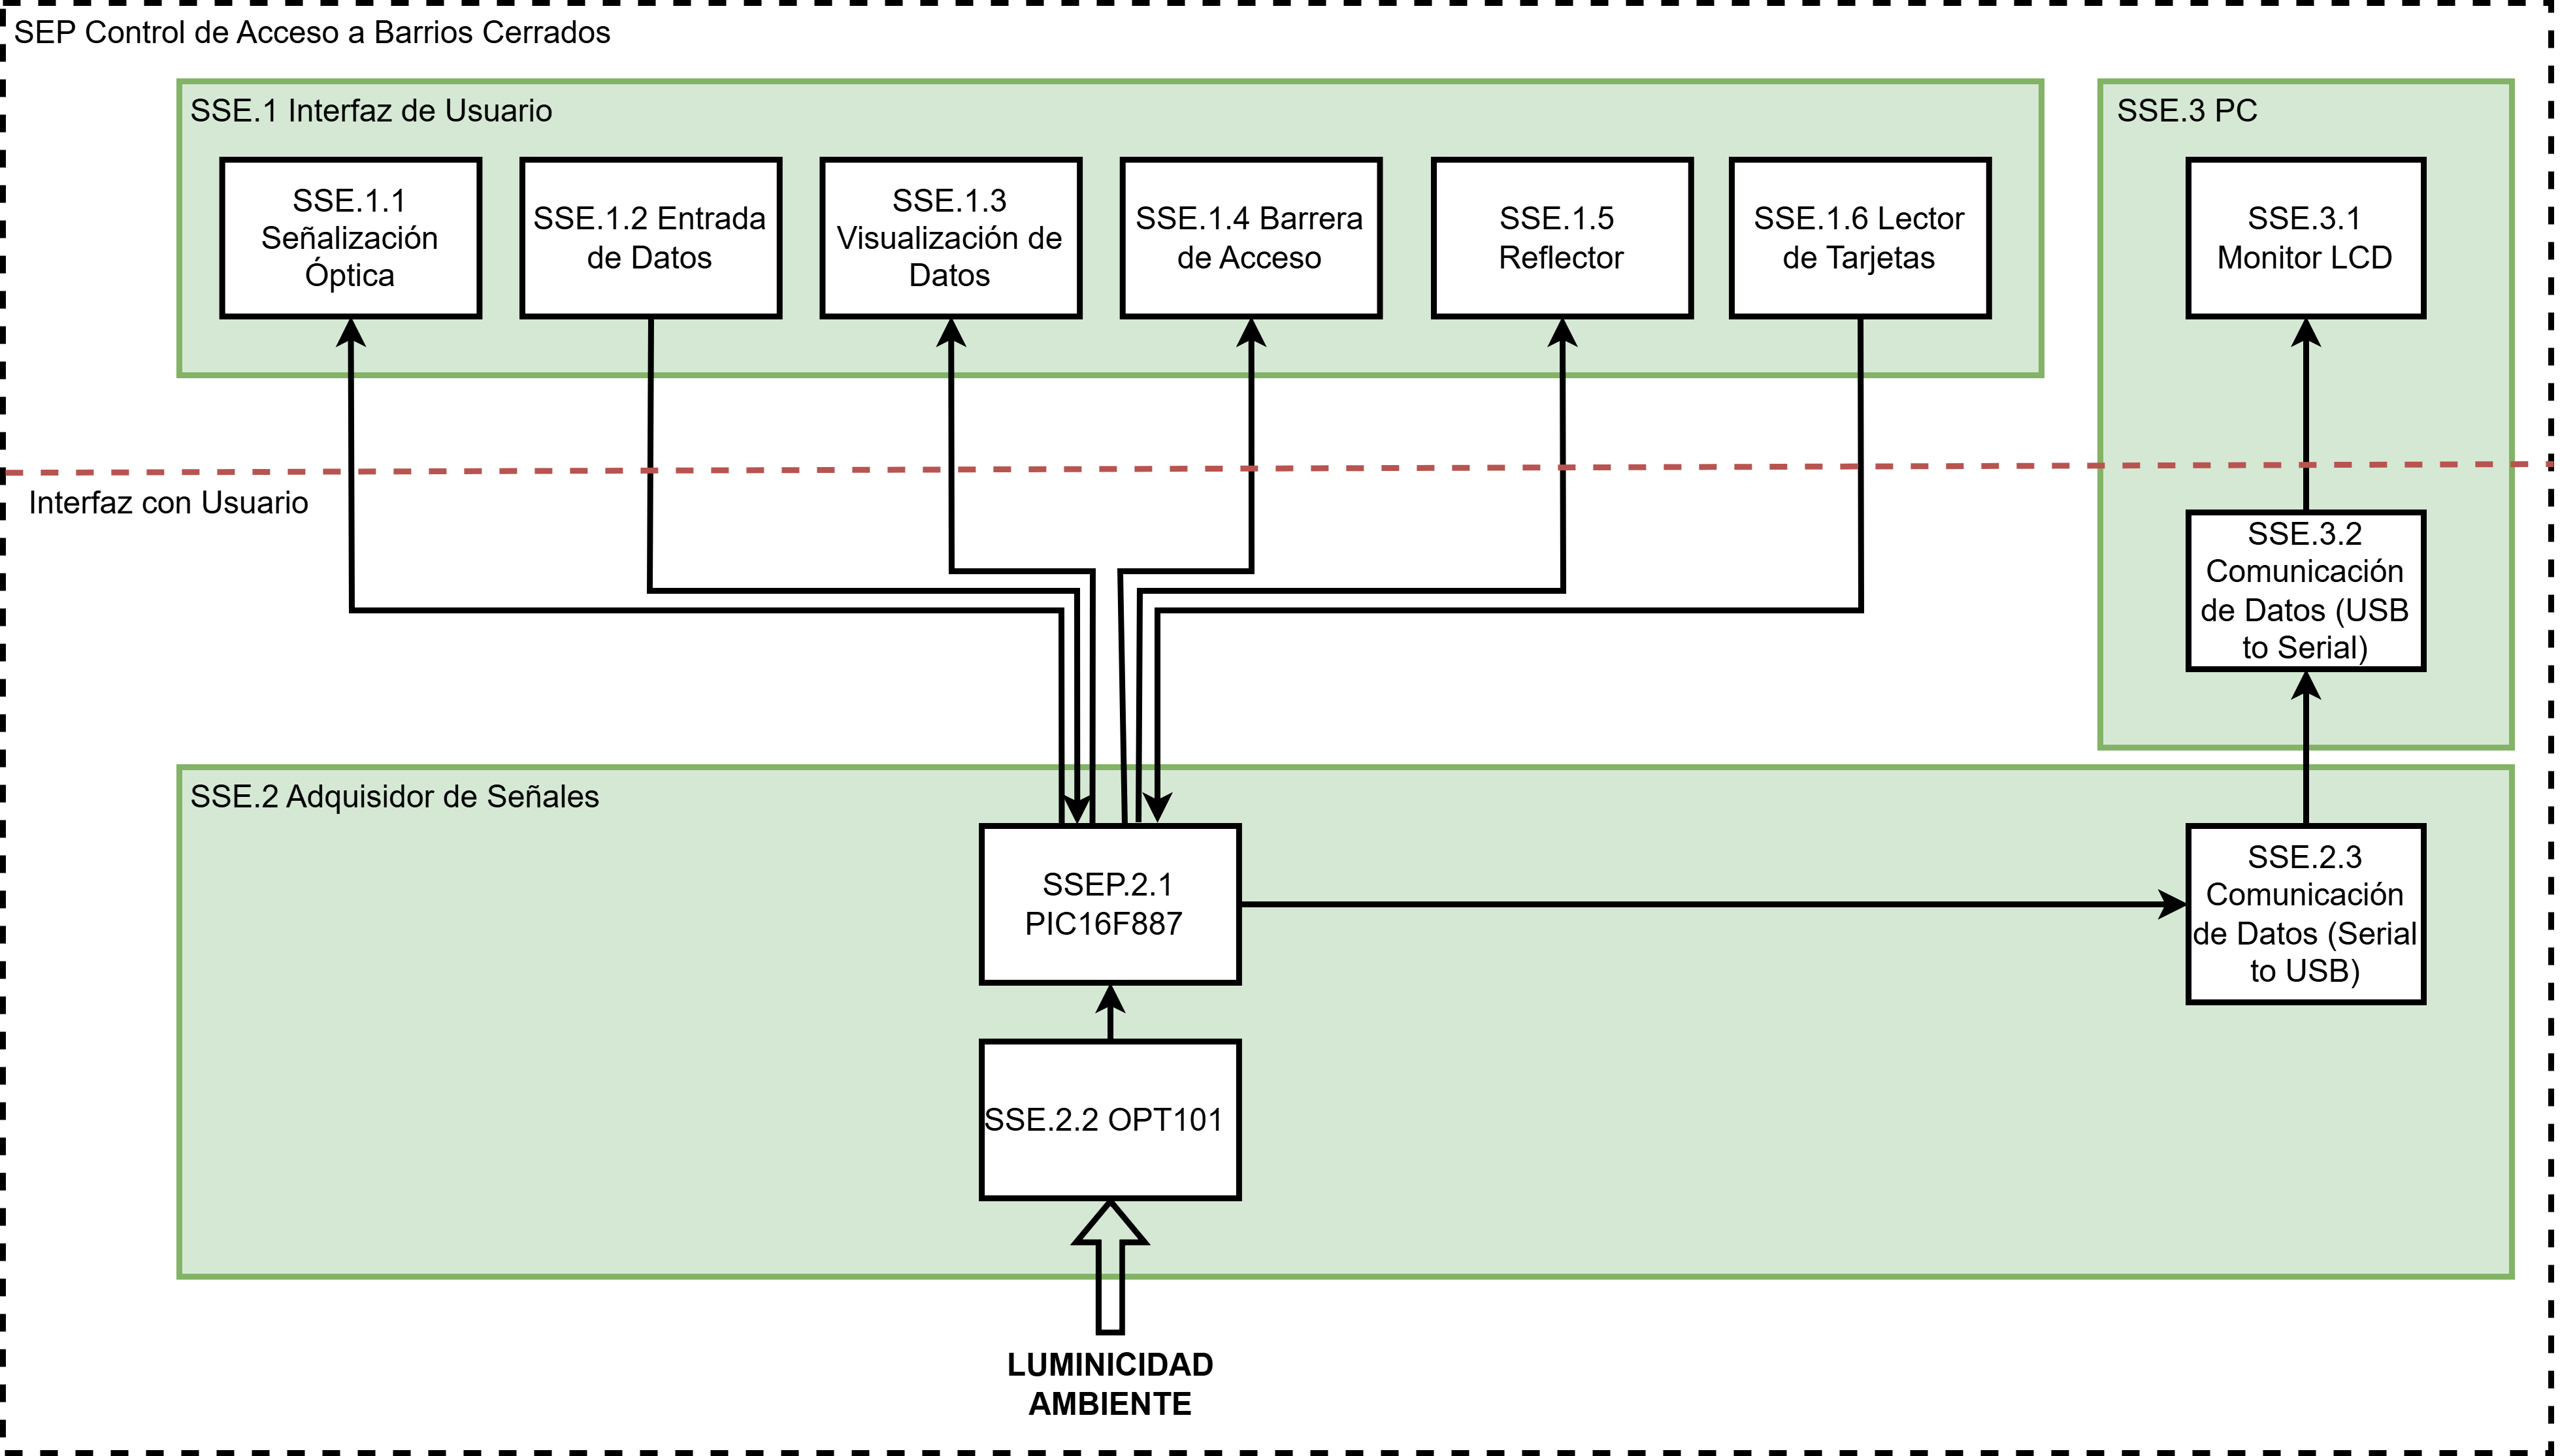 SEP Control de Acceso a Barrios Cerrados
SSE.1 Interfaz de Usuario
SSE.3 PC
SSE.1.1
Señalización
Óptica
SSE.1.2 Entrada
de Datos
SSE.1.3
Visualización de
Datos
SSE.1.4 Barrera
de Acceso
SSE.1.5
Reflector
SSE.1.6 Lector
de Tarjetas
SSE.3.1
Monitor LCD
Interfaz con Usuario
SSE.3.2
Comunicación
de Datos (USB
to Serial)
SSE.2 Adquisidor de Señales
SSEP.2.1
PIC16F887
SSE.2.3
Comunicación
de Datos (Serial
to USB)
SSE.2.2 OPT101
LUMINICIDAD
AMBIENTE